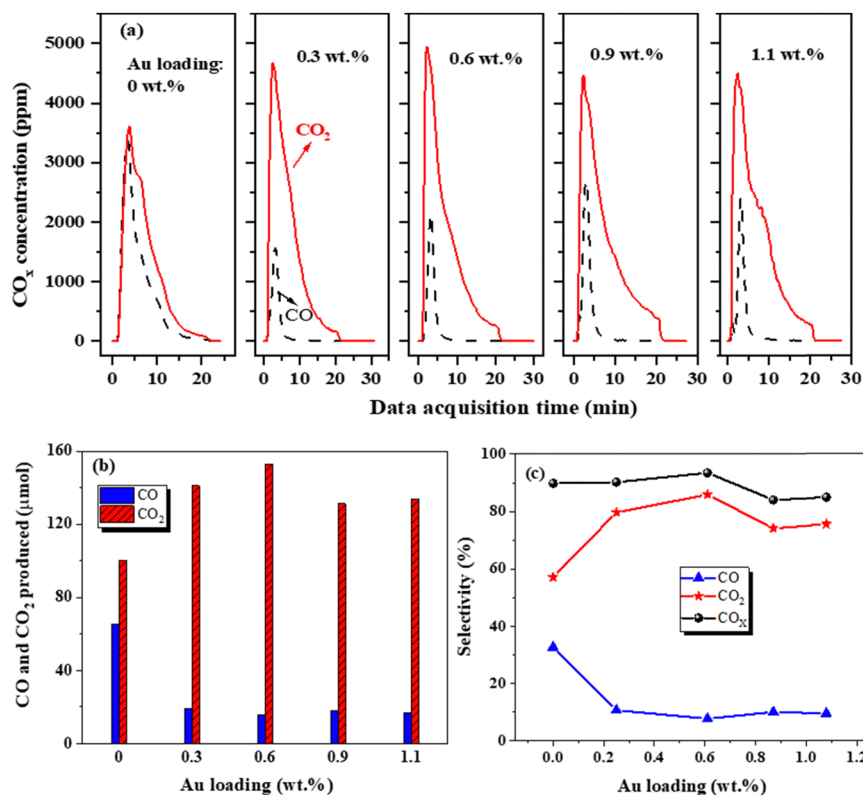 (a)
Au loading:
0 wt.%
0.3 wt.%
0.6 wt.%
0.9 wt.%
1.1 wt.%
CO₂
CO
5000
4000
3000
2000
1000
0
COₓ concentration (ppm)
0 10 20
0 10 20 30
0 10 20 30
0 10 20 30
0 10 20 30
Data acquisition time (min)
(b)
CO
CO₂
160
120
80
40
0
CO and CO₂ produced (μmol)
0 0.3 0.6 0.9 1.1
Au loading (wt.%)
(c)
CO
CO₂
COX
100
80
60
40
20
0
Selectivity (%)
0.0 0.2 0.4 0.6 0.8 1.0 1.2
Au loading (wt.%)